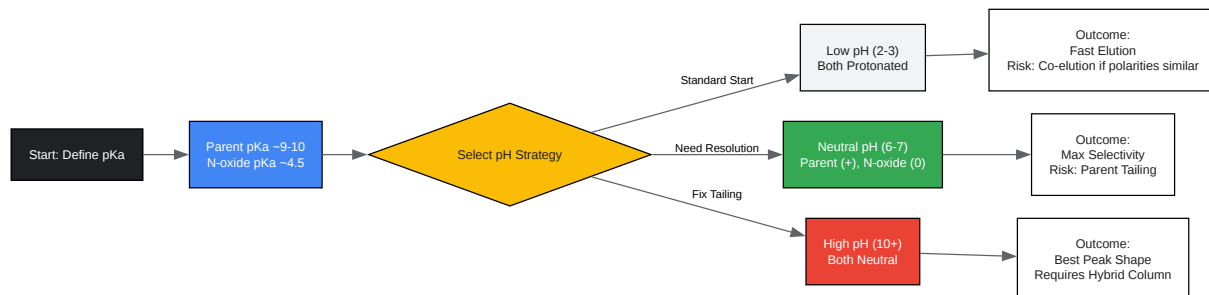 Start: Define pKa
Parent pKa ~9-10
N-oxide pKa ~4.5
Select pH Strategy
Standard Start
Need Resolution
Fix Tailing
Low pH (2-3)
Both Protonated
Outcome:
Fast Elution
Risk: Co-elution if polarities similar
Neutral pH (6-7)
Parent (+), N-oxide (0)
Outcome:
Max Selectivity
Risk: Parent Tailing
High pH (10+)
Both Neutral
Outcome:
Best Peak Shape
Requires Hybrid Column